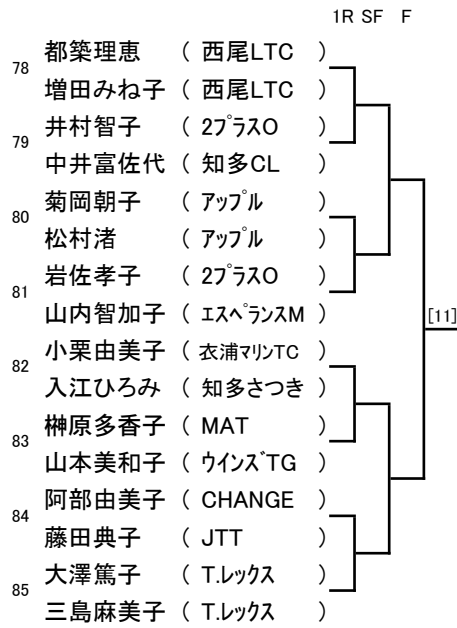 1R SF F
都築理恵 ( 西尾LTC )
78
増田みね子 ( 西尾LTC )
井村智子 ( 2プラスO )
79
中井富佐代 ( 知多CL )
菊岡朝子 ( アップル )
80
松村渚 ( アップル )
岩佐孝子 ( 2プラスO )
81
山内智加子 ( エスペランスM )
[11]
小栗由美子 ( 衣浦マリンTC )
82
入江ひろみ ( 知多さつき )
榊原多香子 ( MAT )
83
山本美和子 ( ウインズTG )
阿部由美子 ( CHANGE )
84
藤田典子 ( JTT )
大澤篤子 ( T.レックス )
85
三島麻美子 ( T.レックス )